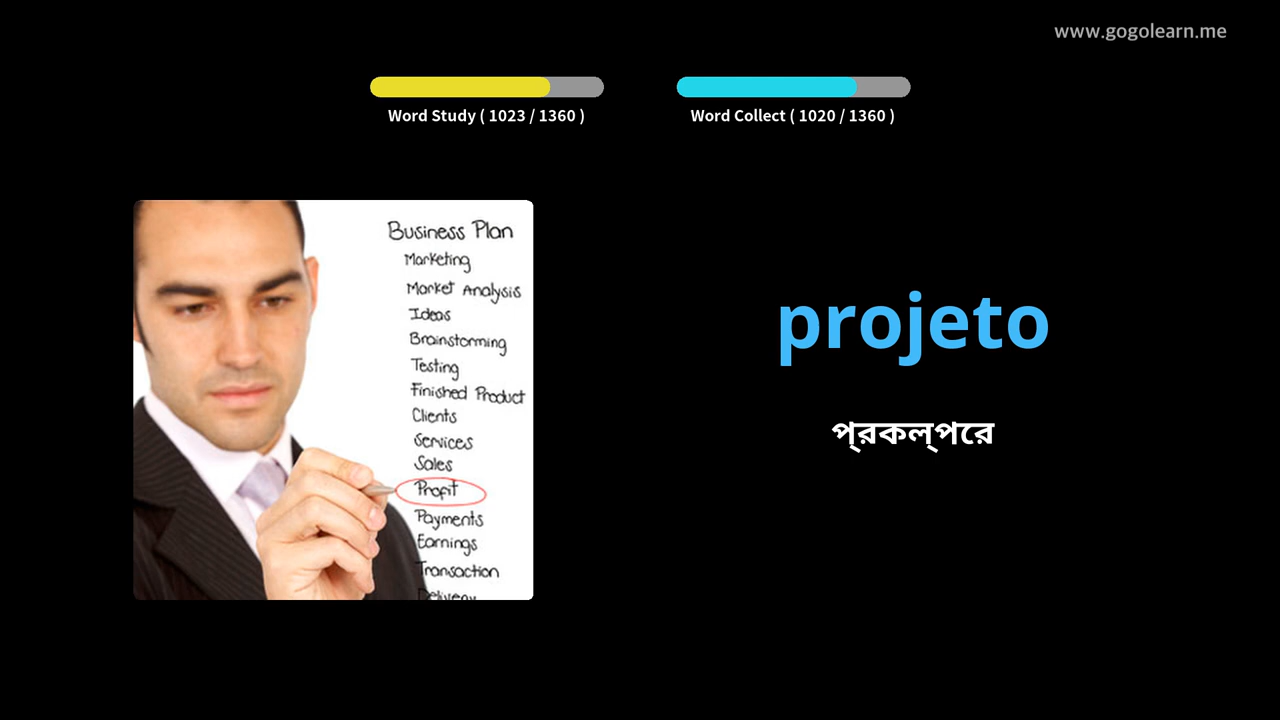 www.gogolearn.me
Word Study ( 1023 / 1360 )
Word Collect ( 1020 / 1360 )
Business Plan
Marketing
Market Analysis
Ideas
Brainstorming
Testing
Finished Product
Clients
Services
Sales
Profit
Payments
Earnings
Transaction
Delivery
projeto
প্রকল্পরে